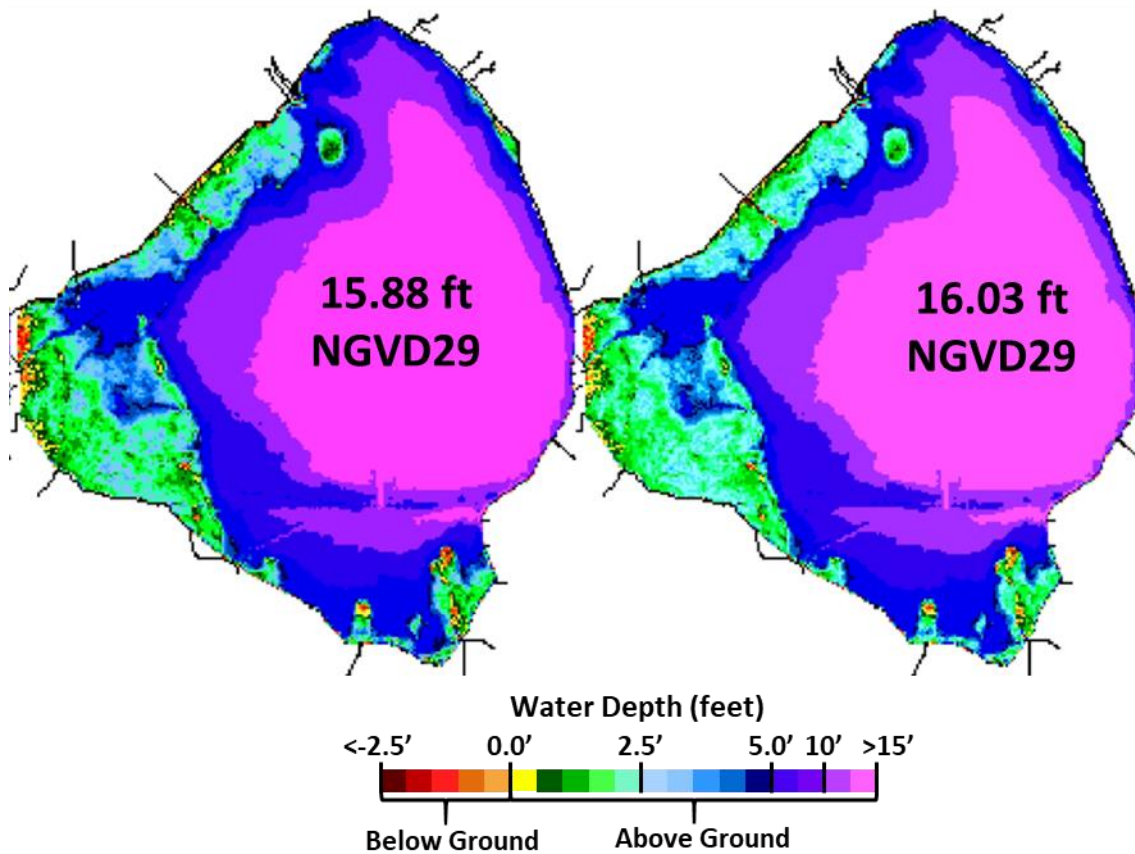 15.88 ft
NGVD29
16.03 ft
NGVD29
Water Depth (feet)
<-2.5’ 0.0’ 2.5’ 5.0’ 10’ >15’
Below Ground Above Ground